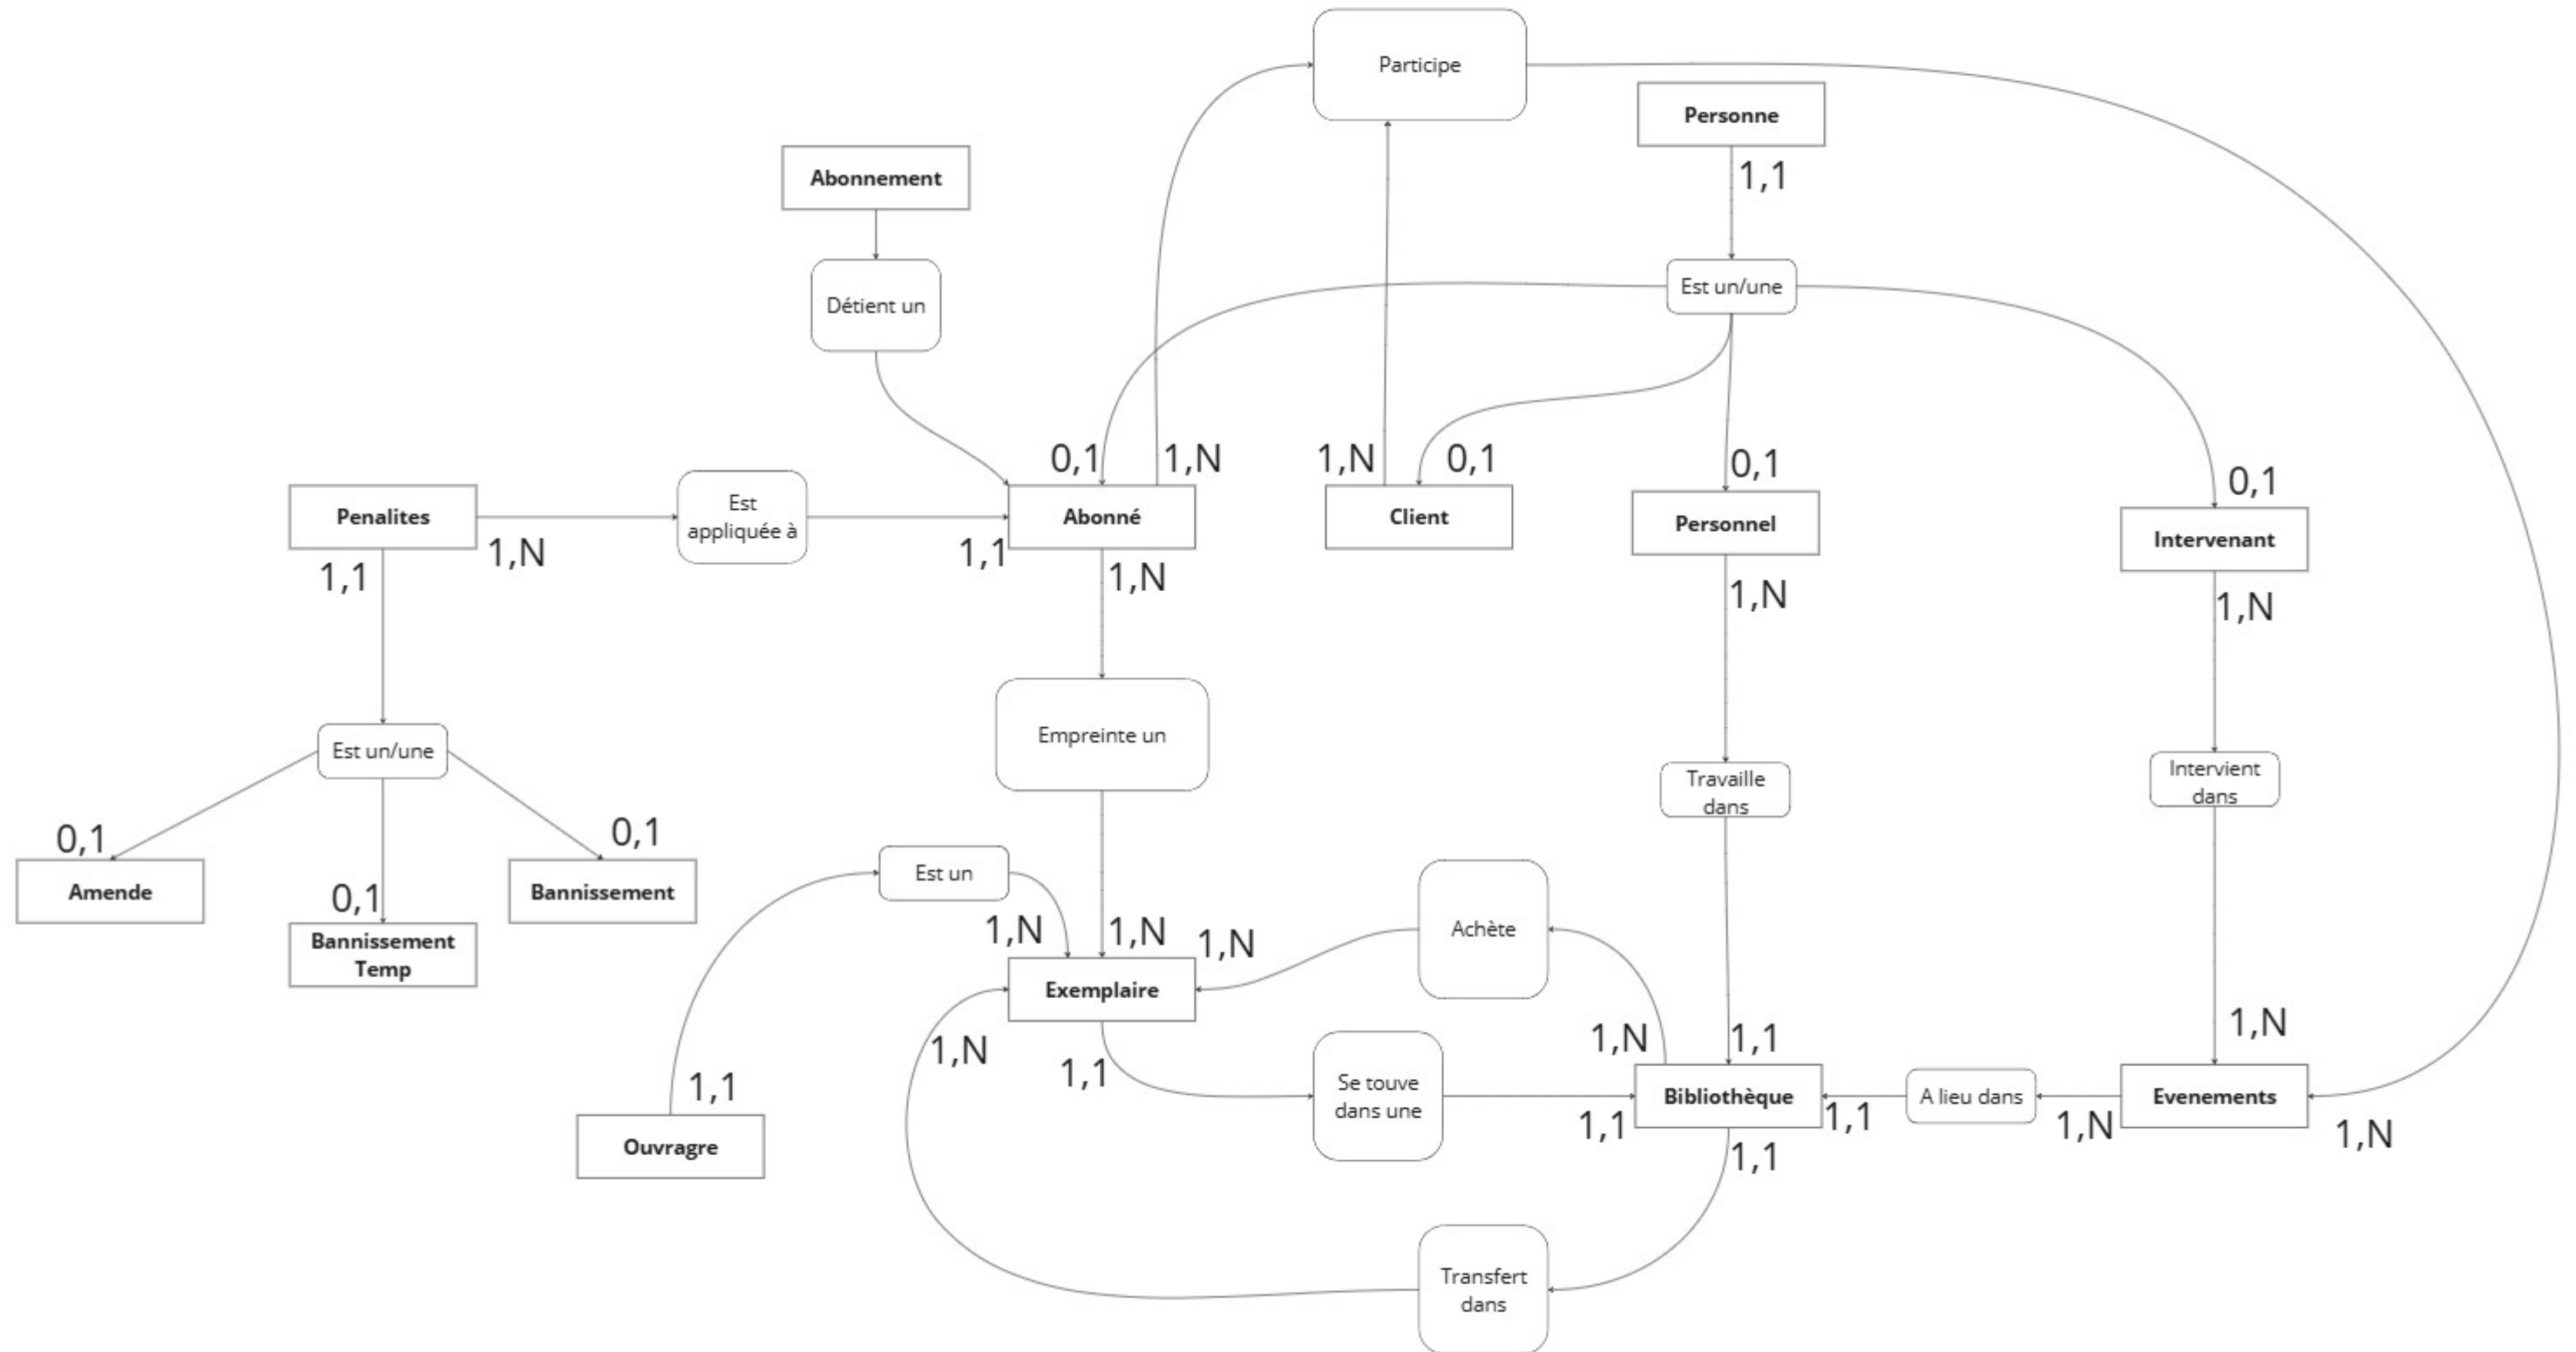 Participe
Personne
1,1
Abonnement
Détient un
Est un/une
0,1
1,N
1,N
0,1
0,1
0,1
Penalites
Est
appliquée à
Abonné
Client
Personnel
Intervenant
1,1
1,N
1,1
1,N
1,N
1,N
Est un/une
Empreinte un
Travaille
dans
Intervient
dans
0,1
0,1
0,1
Amende
Bannissement
Bannissement
Temp
Est un
Achète
1,N
1,N
1,N
Exemplaire
1,N
1,1
1,N
1,1
1,N
1,1
Se touve
dans une
Bibliothèque
A lieu dans
Evenements
1,1
1,1
1,N
1,N
Ouvragre
1,1
Transfert
dans